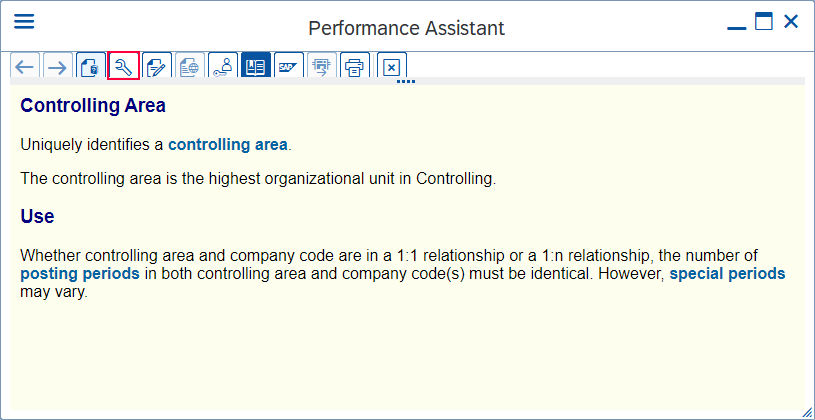 Performance Assistant
SAP
Controlling Area
Uniquely identifies a controlling area.
The controlling area is the highest organizational unit in Controlling.
Use
Whether controlling area and company code are in a 1:1 relationship or a 1:n relationship, the number of
posting periods in both controlling area and company code(s) must be identical. However, special periods
may vary.